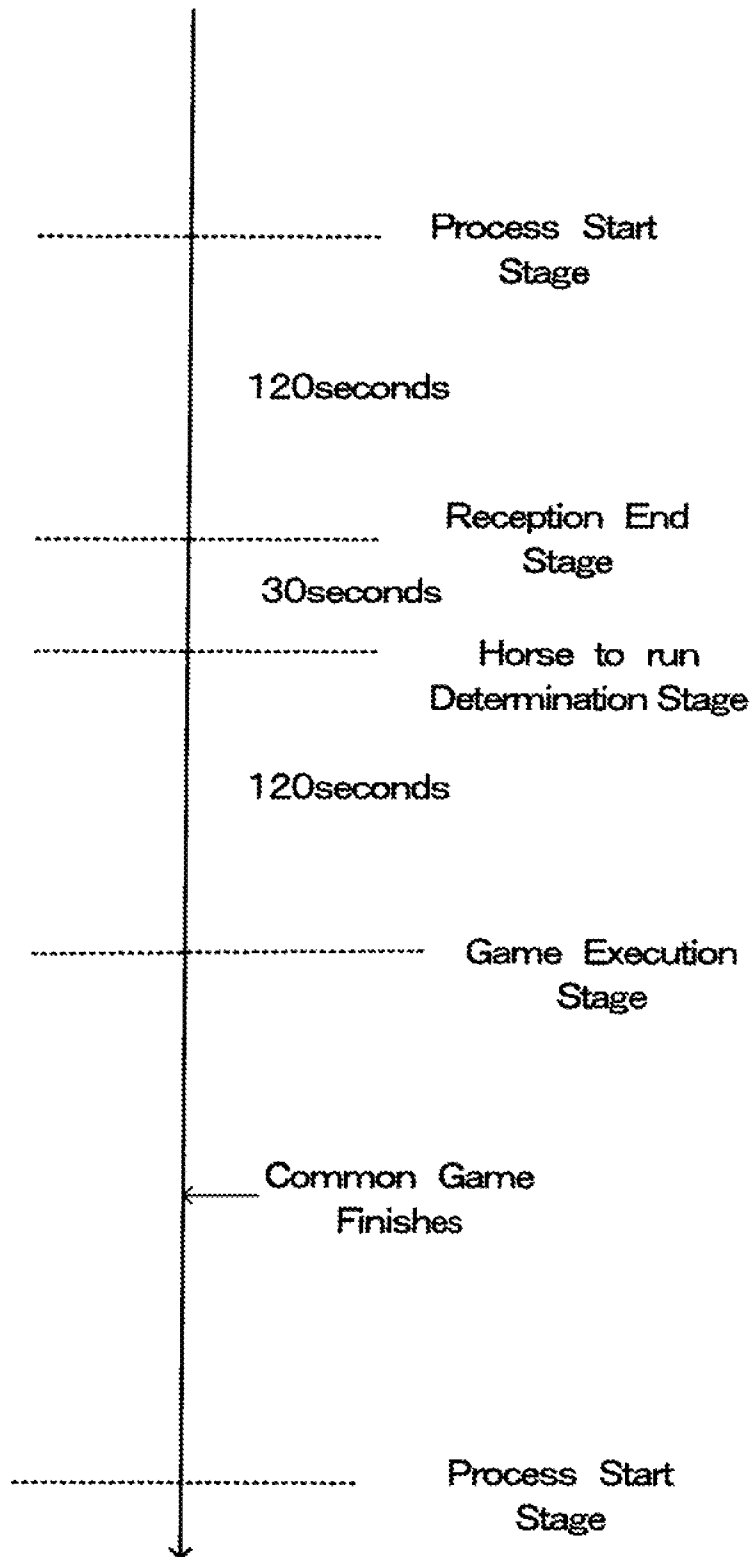 Process Start
Stage
120seconds
Reception End
Stage
30seconds
Horse to run
Determination Stage
120seconds
Game Execution
Stage
Common Game
Finishes
Process Start
Stage